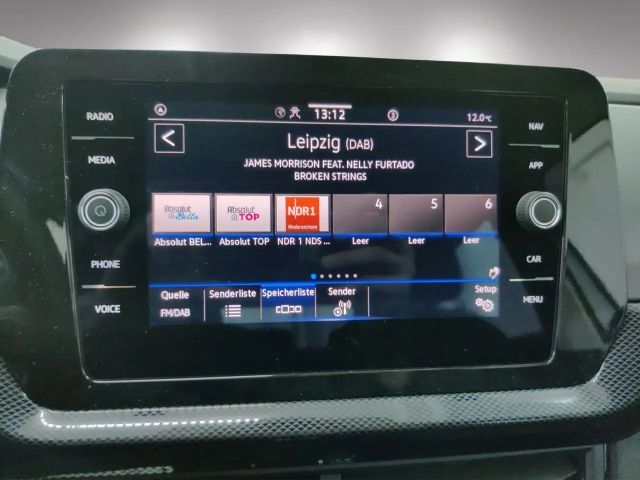 RADIO
MEDIA
PHONE
VOICE
13:12
12.0°C
Leipzig (DAB)
JAMES MORRISON FEAT. NELLY FURTADO
BROKEN STRINGS
Absolut Bella
Absolut TOP
NDR1 Niedersachsen
4
5
6
Absolut BEL...
Absolut TOP
NDR 1 NDS ...
Leer
Leer
Leer
Quelle
FM/DAB
Senderliste
Speicherliste
Sender
Setup
NAV
APP
CAR
MENU